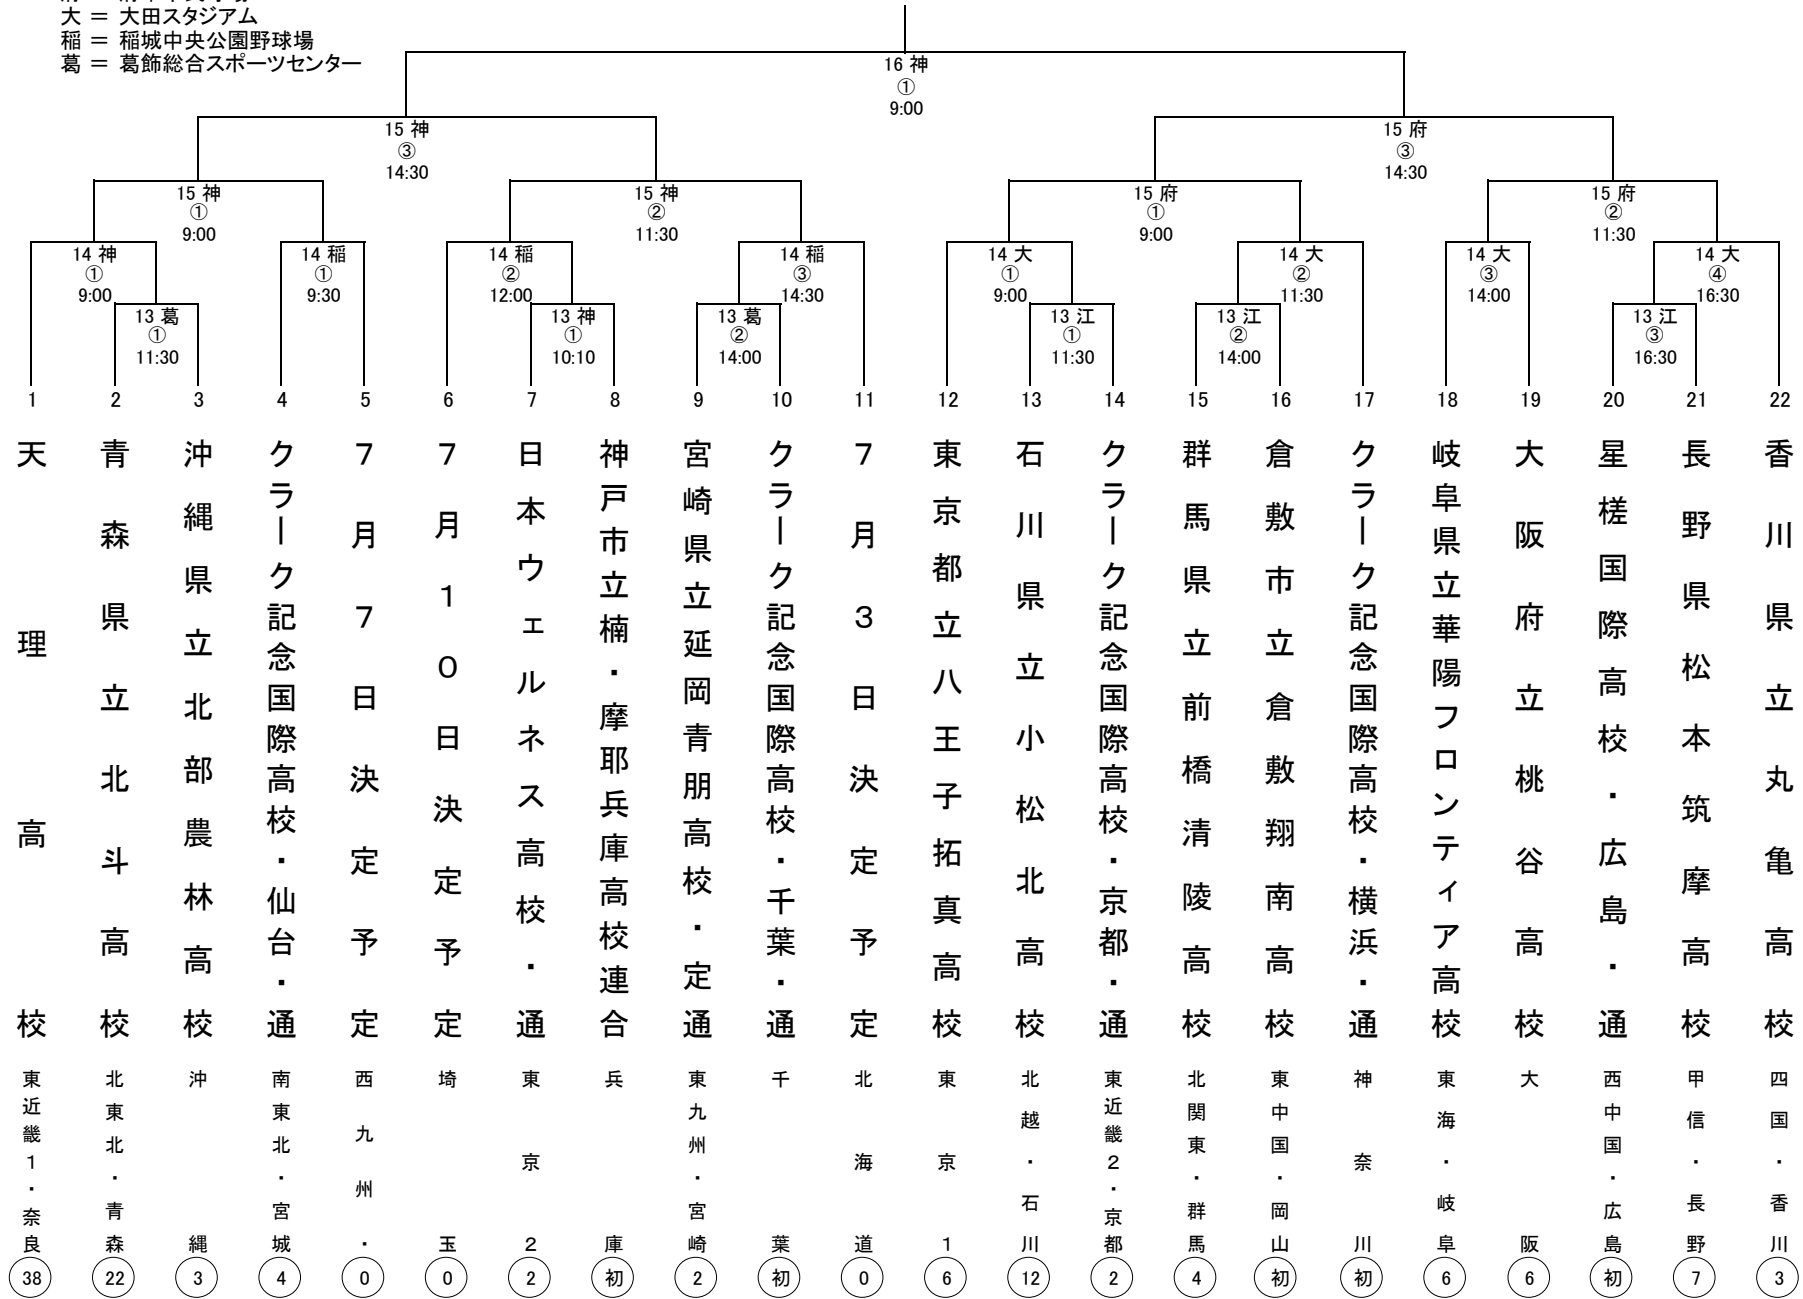 大 ＝ 大田スタジアム
稲 ＝ 稲城中央公園野球場
葛 ＝ 葛飾総合スポーツセンター
16 神
①
9:00
15 神
③
14:30
15 府
③
14:30
15 神
①
9:00
15 神
②
11:30
15 府
①
9:00
15 府
②
11:30
14 神
①
9:00
14 稲
①
9:30
14 稲
②
12:00
14 稲
③
14:30
14 大
①
9:00
14 大
②
11:30
14 大
③
14:00
14 大
④
16:30
13 葛
①
11:30
13 神
①
10:10
13 葛
②
14:00
13 江
①
11:30
13 江
②
14:00
13 江
③
16:30
1 2 3 4 5 6 7 8 9 10 11 12 13 14 15 16 17 18 19 20 21 22
天理高校
青森県立北斗高校
沖縄県立北部農林高校
クラーク記念国際高校・仙台・通
７月７日決定予定
７月１０日決定予定
日本ウェルネス高校・通
神戸市立楠・摩耶兵庫高校連合
宮崎県立延岡青朋高校・定通
クラーク記念国際高校・千葉・通
７月３日決定予定
東京都立八王子拓真高校
石川県立小松北高校
クラーク記念国際高校・京都・通
群馬県立前橋清陵高校
倉敷市立倉敷翔南高校
クラーク記念国際高校・横浜・通
岐阜県立華陽フロンティア高校
大阪府立桃谷高校
星槎国際高校・広島・通
長野県松本筑摩高校
香川県立丸亀高校
東近畿１・奈良
北東北・青森
沖縄
南東北・宮城
西九州・
埼玉
東京２
兵庫
東九州・宮崎
千葉
北海道
東京１
北越・石川
東近畿２・京都
北関東・群馬
東中国・岡山
神奈川
東海・岐阜
大阪
西中国・広島
甲信・長野
四国・香川
38 22 3 4 0 0 2 初 2 初 0 6 12 2 4 初 初 6 6 初 7 3